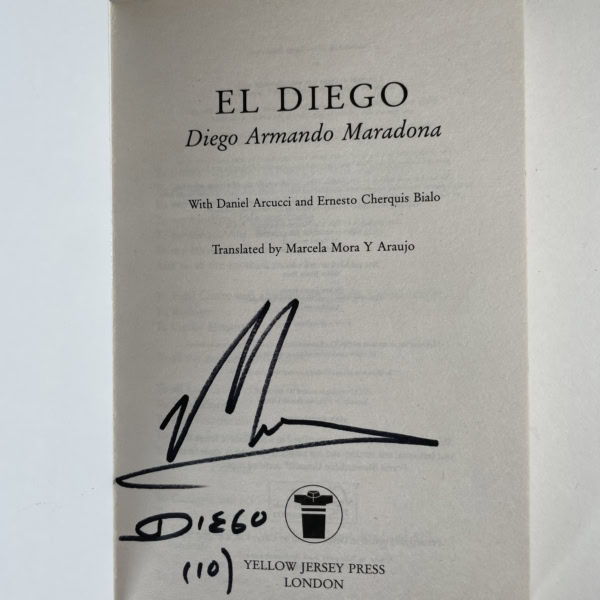 EL DIEGO
Diego Armando Maradona
With Daniel Arcucci and Ernesto Cherquis Bialo
Translated by Marcela Mora Y Araujo
DIEGO
(10)
YELLOW JERSEY PRESS
LONDON